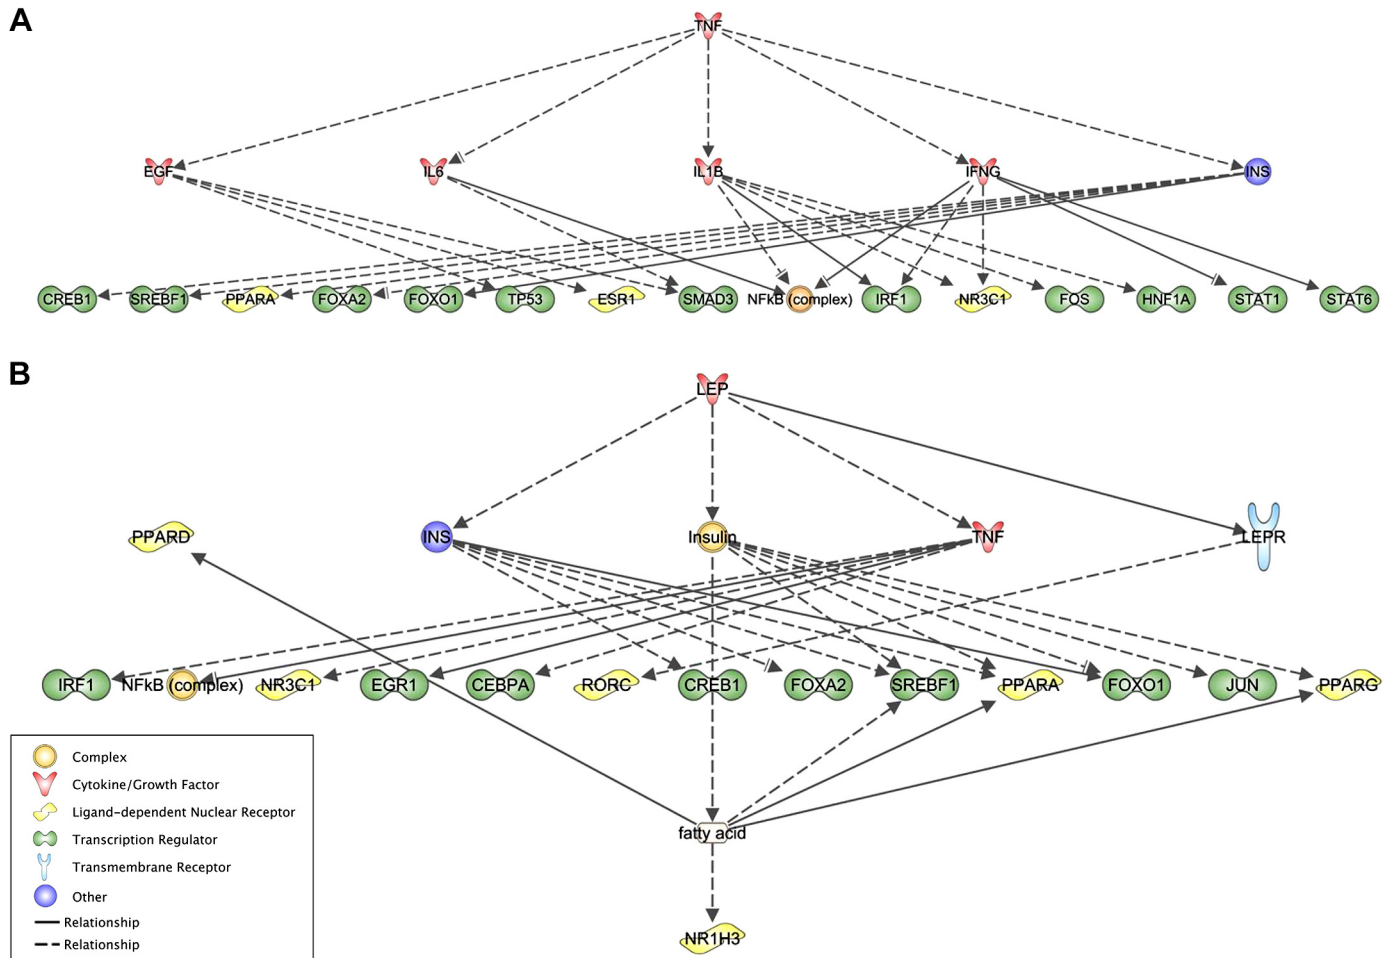 A
TNF
EGF IL6 IL1B IFNG INS
CREB1 SREBF1 PPARA FOXA2 FOXO1 TP53 ESR1 SMAD3 NFkB (complex) IRF1 NR3C1 FOS HNF1A STAT1 STAT6
B
LEP
PPARD INS Insulin TNF LEPR
IRF1 NFkB (complex) NR3C1 EGR1 CEBPA RORC CREB1 FOXA2 SREBF1 PPARA FOXO1 JUN PPARG
fatty acid
NR1H3
Complex
Cytokine/Growth Factor
Ligand-dependent Nuclear Receptor
Transcription Regulator
Transmembrane Receptor
Other
Relationship
Relationship